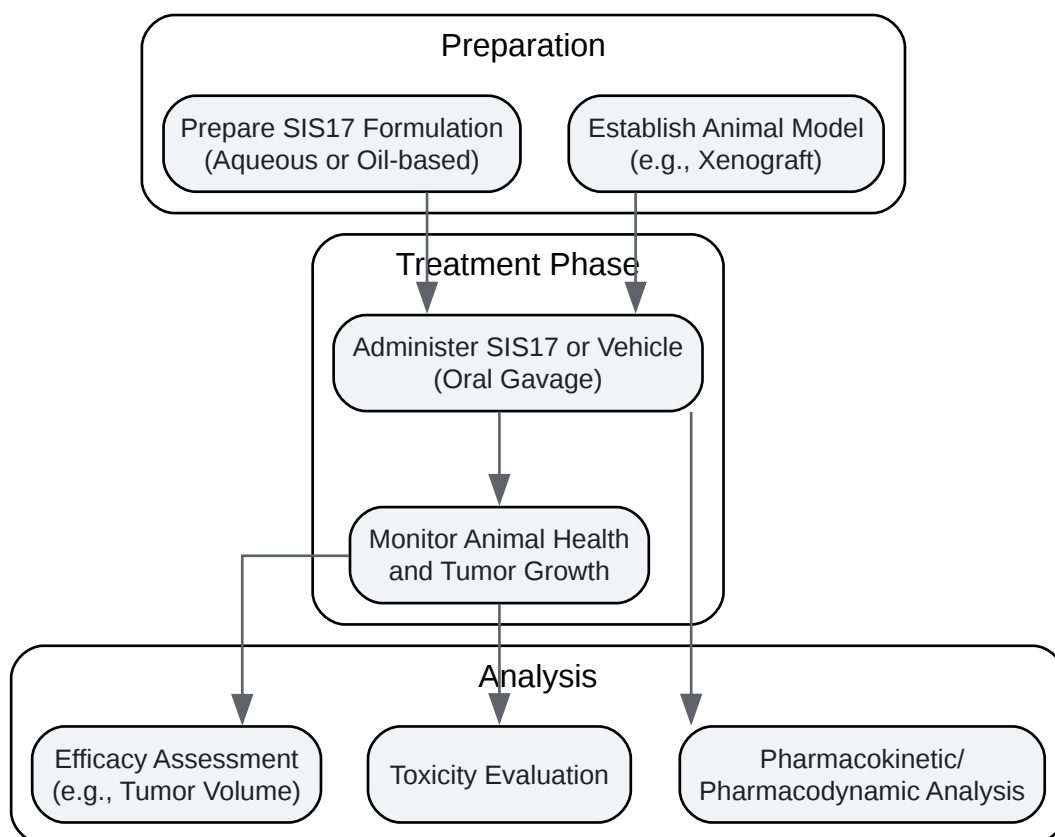 Preparation
Prepare SIS17 Formulation
(Aqueous or Oil-based)
Establish Animal Model
(e.g., Xenograft)
Treatment Phase
Administer SIS17 or Vehicle
(Oral Gavage)
Monitor Animal Health
and Tumor Growth
Analysis
Efficacy Assessment
(e.g., Tumor Volume)
Toxicity Evaluation
Pharmacokinetic/
Pharmacodynamic Analysis